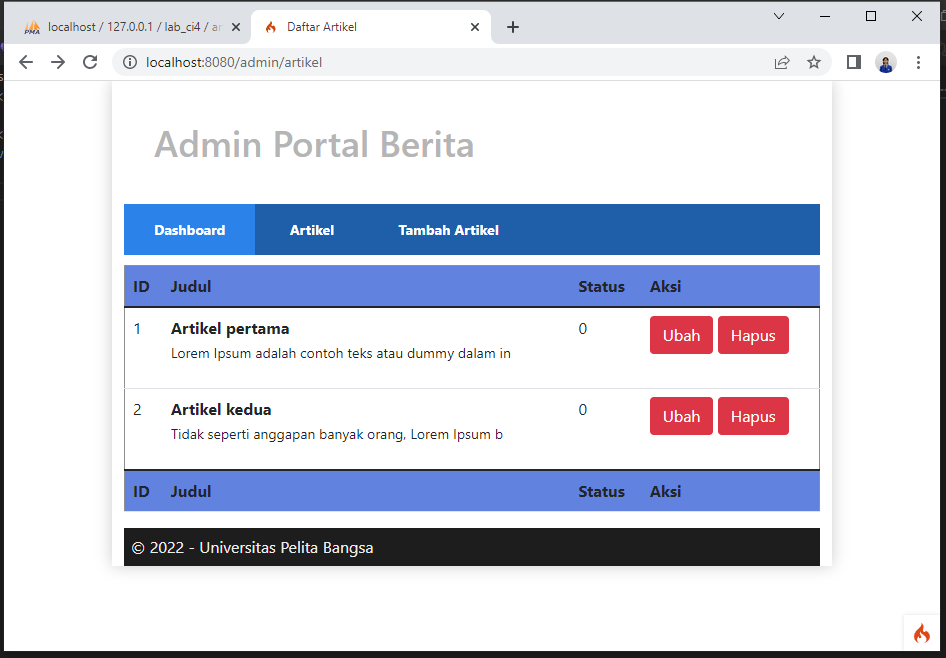 PMA localhost / 127.0.0.1 / lab_ci4 / ar
Daftar Artikel
localhost:8080/admin/artikel
Admin Portal Berita
Dashboard Artikel Tambah Artikel
ID Judul Status Aksi
1 Artikel pertama 0 Ubah Hapus
Lorem Ipsum adalah contoh teks atau dummy dalam in
2 Artikel kedua 0 Ubah Hapus
Tidak seperti anggapan banyak orang, Lorem Ipsum b
ID Judul Status Aksi
© 2022 - Universitas Pelita Bangsa